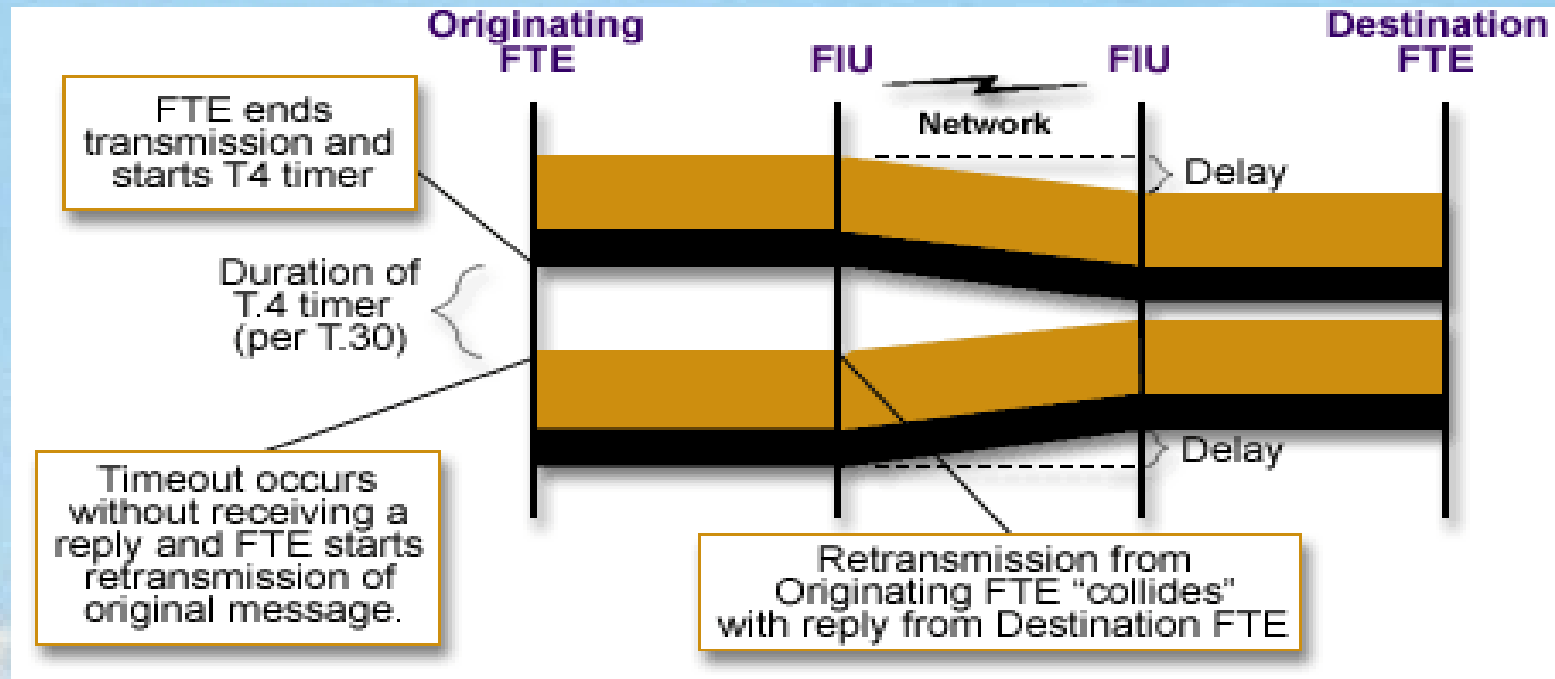 Originating
FTE
FIU
FIU
Destination
FTE
Network
FTE ends
transmission and
starts T4 timer
Delay
Duration of
T.4 timer
(per T.30)
Delay
Timeout occurs
without receiving a
reply and FTE starts
retransmission of
original message.
Retransmission from
Originating FTE “collides”
with reply from Destination FTE